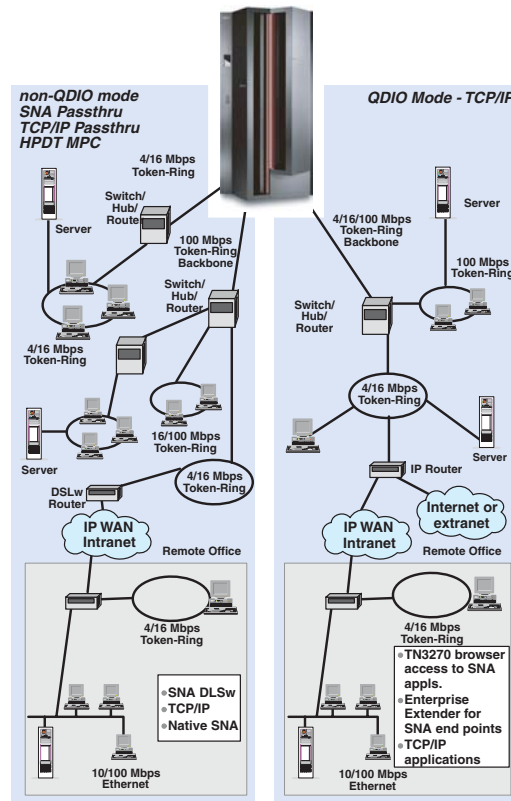 non-QDIO mode
SNA Passthru
TCP/IP Passthru
HPDT MPC
4/16 Mbps
Token-Ring
Switch/
Hub/
Route
Server
100 Mbps
Token-Ring
Backbone
Switch/
Hub/
Router
4/16 Mbps
Token-Ring
16/100 Mbps
Token-Ring
Server
4/16 Mbps
Token-Ring
DSLw
Router
IP WAN
Intranet
Remote Office
4/16 Mbps
Token-Ring
SNA DLSw
TCP/IP
Native SNA
10/100 Mbps
Ethernet
QDIO Mode - TCP/IP
4/16/100 Mbps
Token-Ring
Backbone
Server
100 Mbps
Token-Ring
Switch/
Hub/
Router
4/16 Mbps
Token-Ring
Server
IP Router
Internet or
extranet
IP WAN
Intranet
Remote Office
4/16 Mbps
Token-Ring
TN3270 browser
access to SNA
appls.
Enterprise
Extender for
SNA end points
TCP/IP
applications
10/100 Mbps
Ethernet